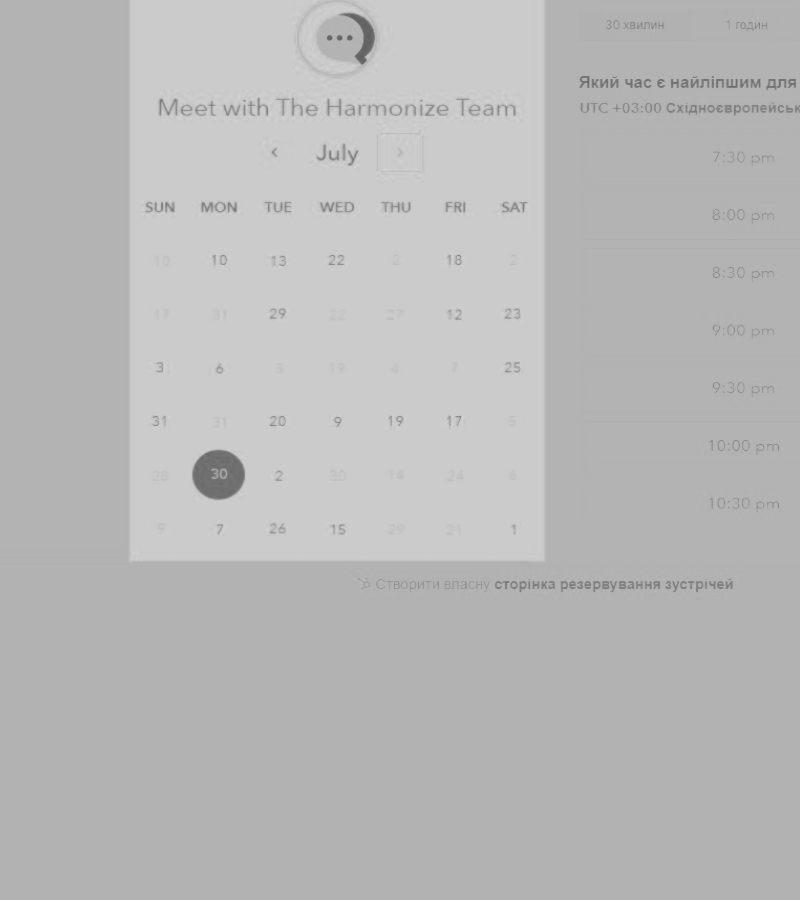 Meet with The Harmonize Team
July
SUN MON TUE WED THU FRI SAT
10 10 13 22 2 18 2
17 31 29 22 27 12 23
3 6 3 19 4 7 25
31 31 20 9 19 17 5
28 30 2 30 14 24 6
9 7 26 15 29 21 1
30 хвилин 1 годин
Який час є найліпшим для
UTC +03:00 Східноєвропейськ
7:30 pm
8:00 pm
8:30 pm
9:00 pm
9:30 pm
10:00 pm
10:30 pm
Створити власну сторінка резервування зустрічей